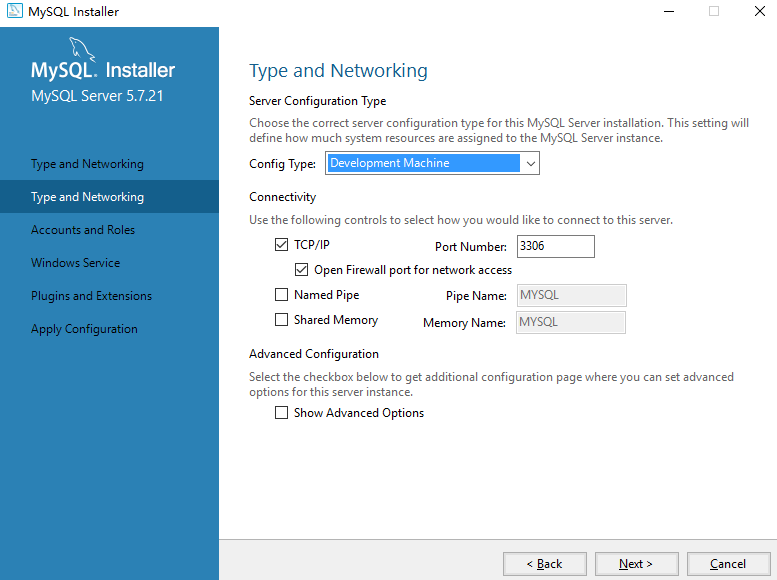 MySQL Installer
MySQL. Installer
MySQL Server 5.7.21
Type and Networking
Type and Networking
Accounts and Roles
Windows Service
Plugins and Extensions
Apply Configuration
Type and Networking
Server Configuration Type
Choose the correct server configuration type for this MySQL Server installation. This setting will
define how much system resources are assigned to the MySQL Server instance.
Config Type: Development Machine
Connectivity
Use the following controls to select how you would like to connect to this server.
TCP/IP Port Number: 3306
Open Firewall port for network access
Named Pipe Pipe Name: MYSQL
Shared Memory Memory Name: MYSQL
Advanced Configuration
Select the checkbox below to get additional configuration page where you can set advanced
options for this server instance.
Show Advanced Options
< Back Next > Cancel